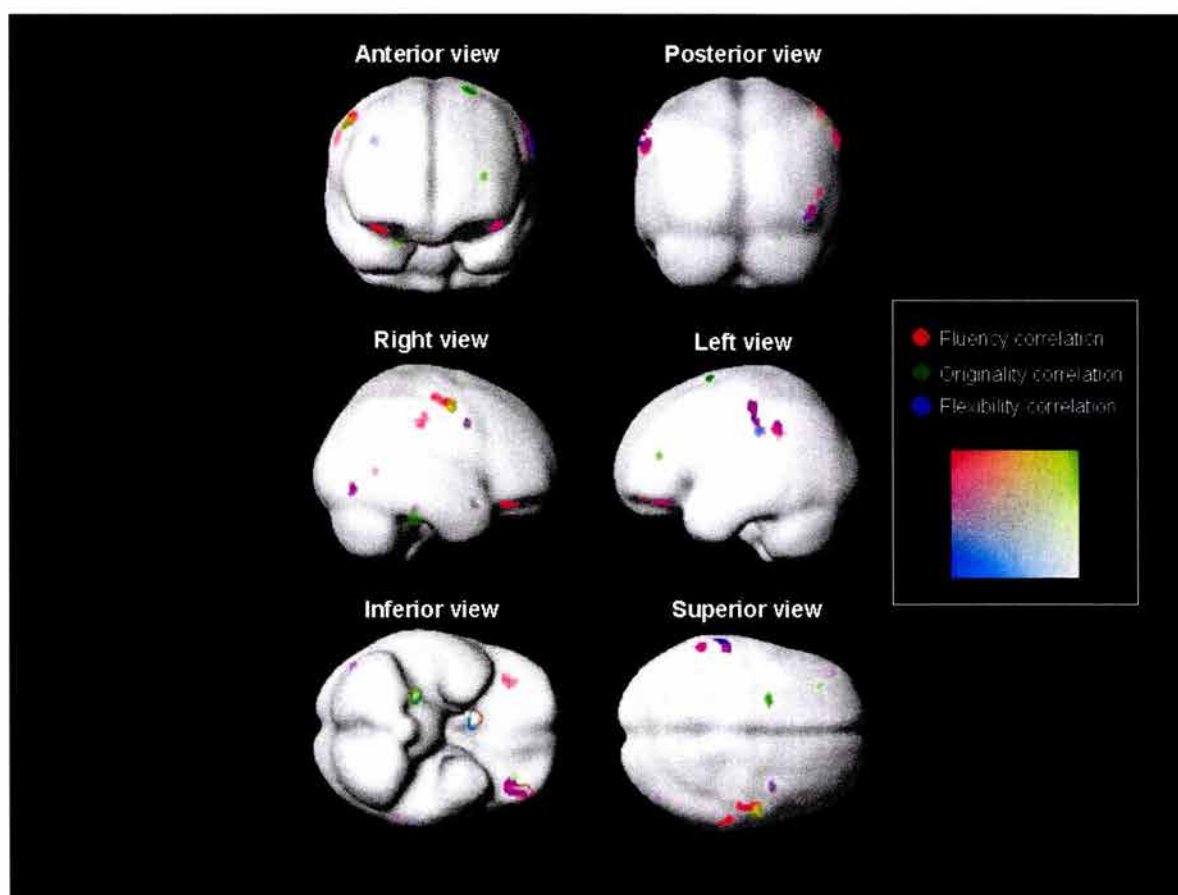 Anterior view
Posterior view
Right view
Left view
Fluency correlation
Originality correlation
Flexibility correlation
Inferior view
Superior view